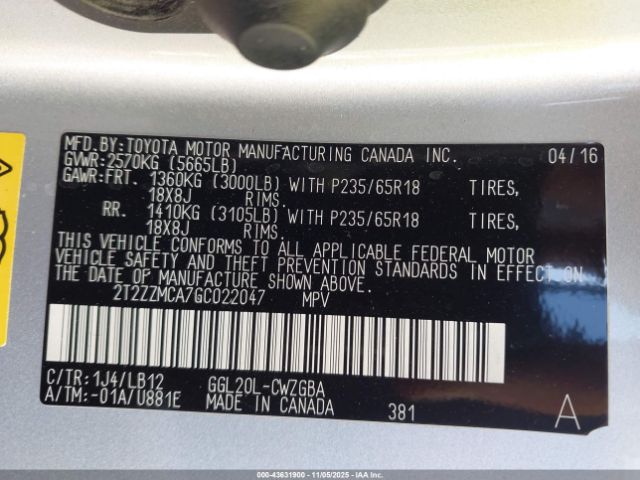 MFD.BY:TOYOTA MOTOR MANUFACTURING CANADA INC. 04/16
GVWR:2570KG (5665LB)
GAWR:FRT. 1360KG (3000LB) WITH P235/65R18 TIRES,
18X8J RIMS.
RR. 1410KG (3105LB) WITH P235/65R18 TIRES,
18X8J RIMS.
THIS VEHICLE CONFORMS TO ALL APPLICABLE FEDERAL MOTOR
VEHICLE SAFETY AND THEFT PREVENTION STANDARDS IN EFFECT ON
THE DATE OF MANUFACTURE SHOWN ABOVE.
2T2ZZMCA7GC022047 MPV
C/TR:1J4/LB12 GGL20L-CWZGBA
A/TM:-01A/U881E MADE IN CANADA 381 A
000-43631900 - 11/05/2025 - IAA Inc.